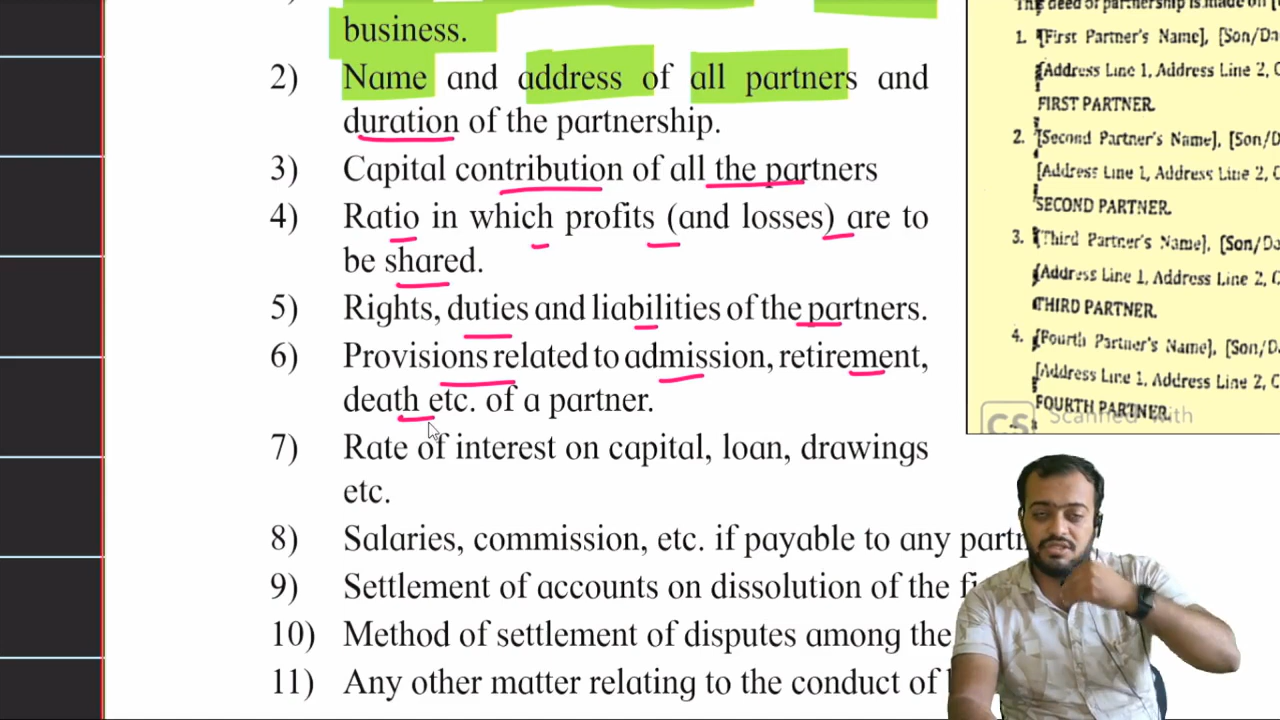 business.
2) Name and address of all partners and
duration of the partnership.
3) Capital contribution of all the partners
4) Ratio in which profits (and losses) are to
be shared.
5) Rights, duties and liabilities of the partners.
6) Provisions related to admission, retirement,
death etc. of a partner.
7) Rate of interest on capital, loan, drawings
etc.
8) Salaries, commission, etc. if payable to any partn
9) Settlement of accounts on dissolution of the fi
10) Method of settlement of disputes among the
11) Any other matter relating to the conduct of
The deed of partnership is made on
1. [First Partner's Name], [Son/Da
[Address Line 1, Address Line 2, C
FIRST PARTNER.
2. [Second Partner's Name], [Son/D
[Address Line 1, Address Line 2, C
SECOND PARTNER.
3. [Third Partner's Name], [Son/D
[Address Line 1, Address Line 2, C
THIRD PARTNER.
4. [Fourth Partner's Name], [Son/D
[Address Line 1, Address Line 2, C
FOURTH PARTNER.
CS Scanned with